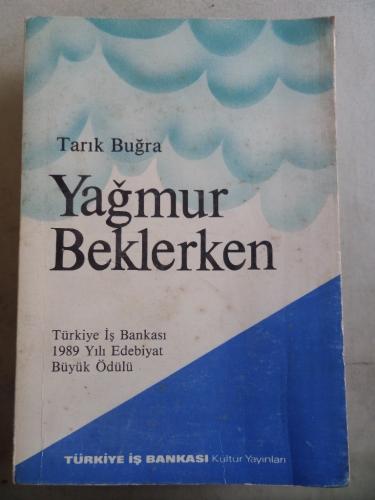 Tarık Buğra
Yağmur
Beklerken
Türkiye İş Bankası
1989 Yılı Edebiyat
Büyük Ödülü
TÜRKİYE İŞ BANKASI Kültür Yayınları